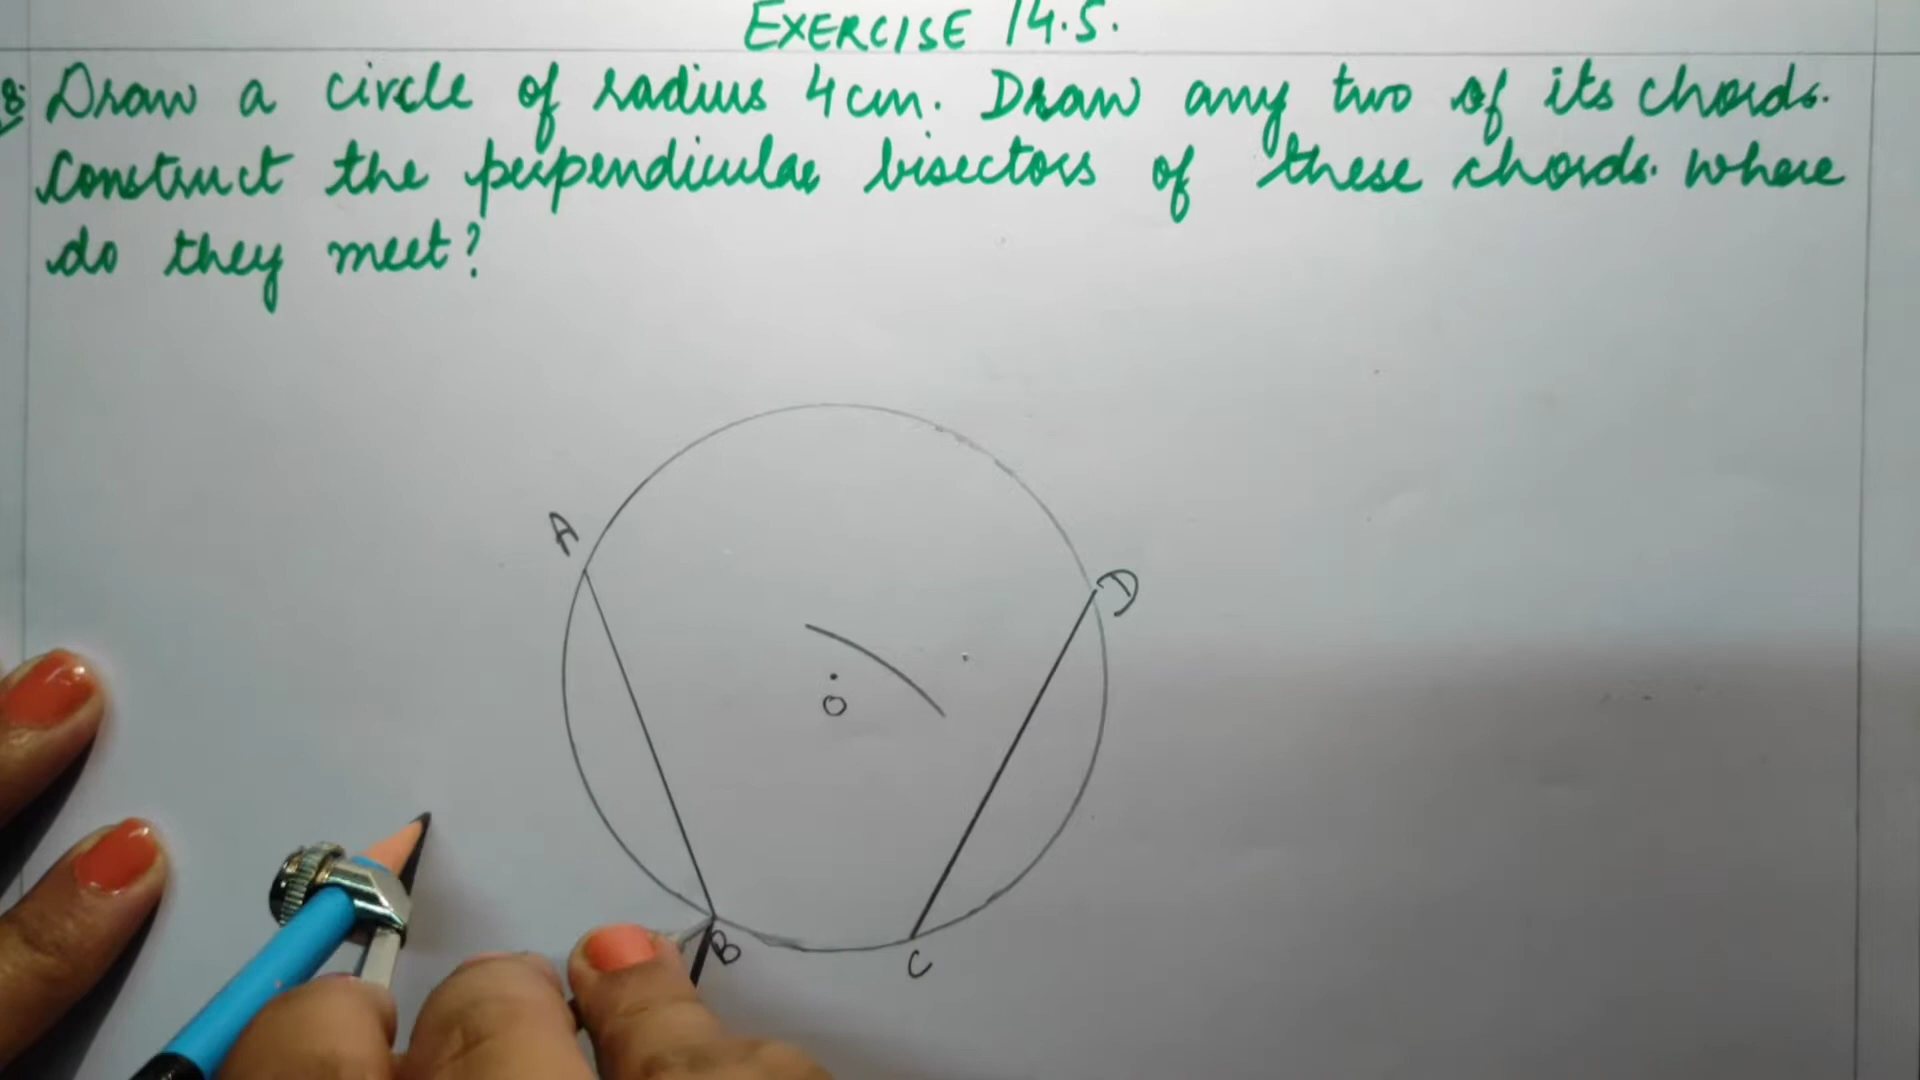 EXERCISE 14.5.
8. Draw a circle of radius 4cm. Draw any two of its chords.
Construct the perpendicular bisectors of these chords. where
do they meet?
A
D
O
B
C